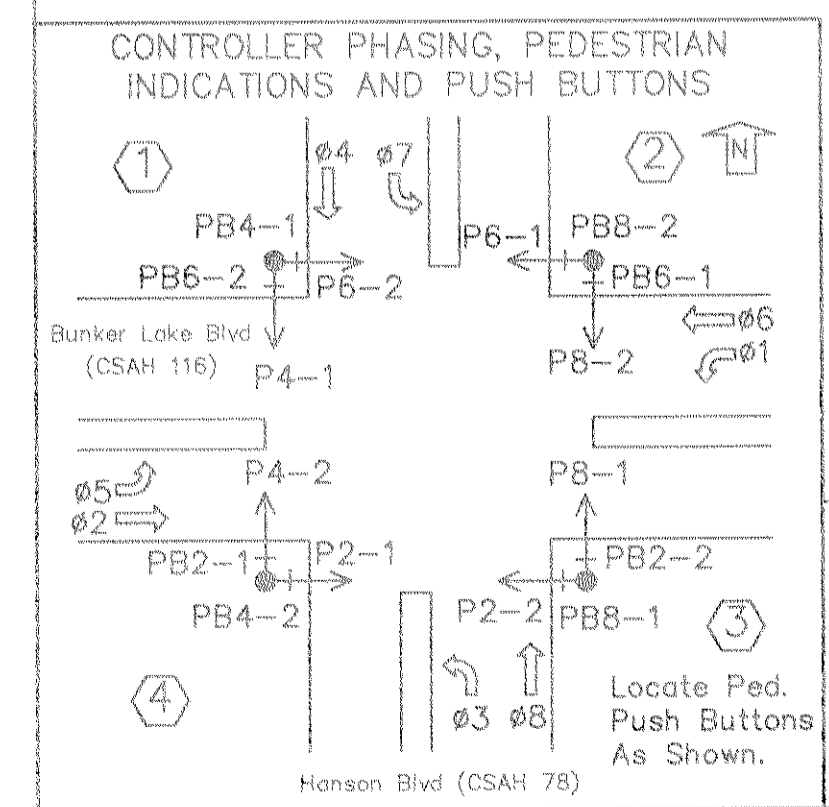 CONTROLLER PHASING, PEDESTRIAN
INDICATIONS AND PUSH BUTTONS
1
ø4 ø7
2
N
PB4-1
P6-1
PB8-2
PB6-2
P6-2
PB6-1
ø6
Bunker Lake Blvd
(CSAH 116)
P4-1
P8-2
ø1
P4-2
P8-1
ø5
ø2
PB2-1
P2-1
PB2-2
PB4-2
P2-2
PB8-1
3
4
ø3 ø8
Locate Ped.
Push Buttons
As Shown.
Hanson Blvd (CSAH 78)